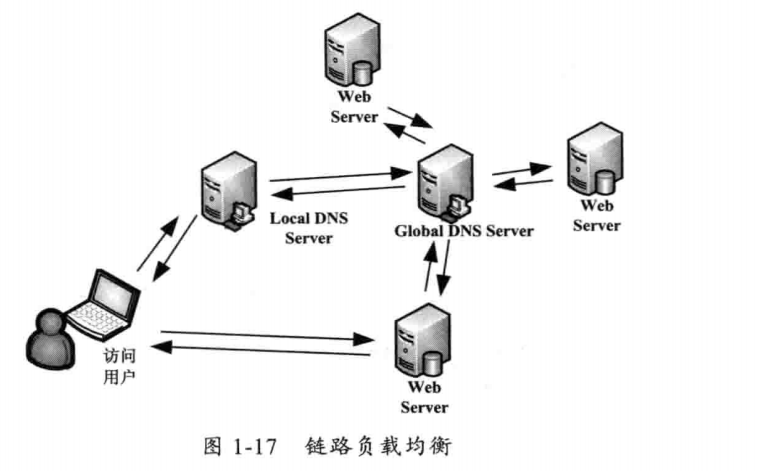 Web
Server
Local DNS
Server
Global DNS Server
Web
Server
访问
用户
Web
Server
图 1-17 链路负载均衡